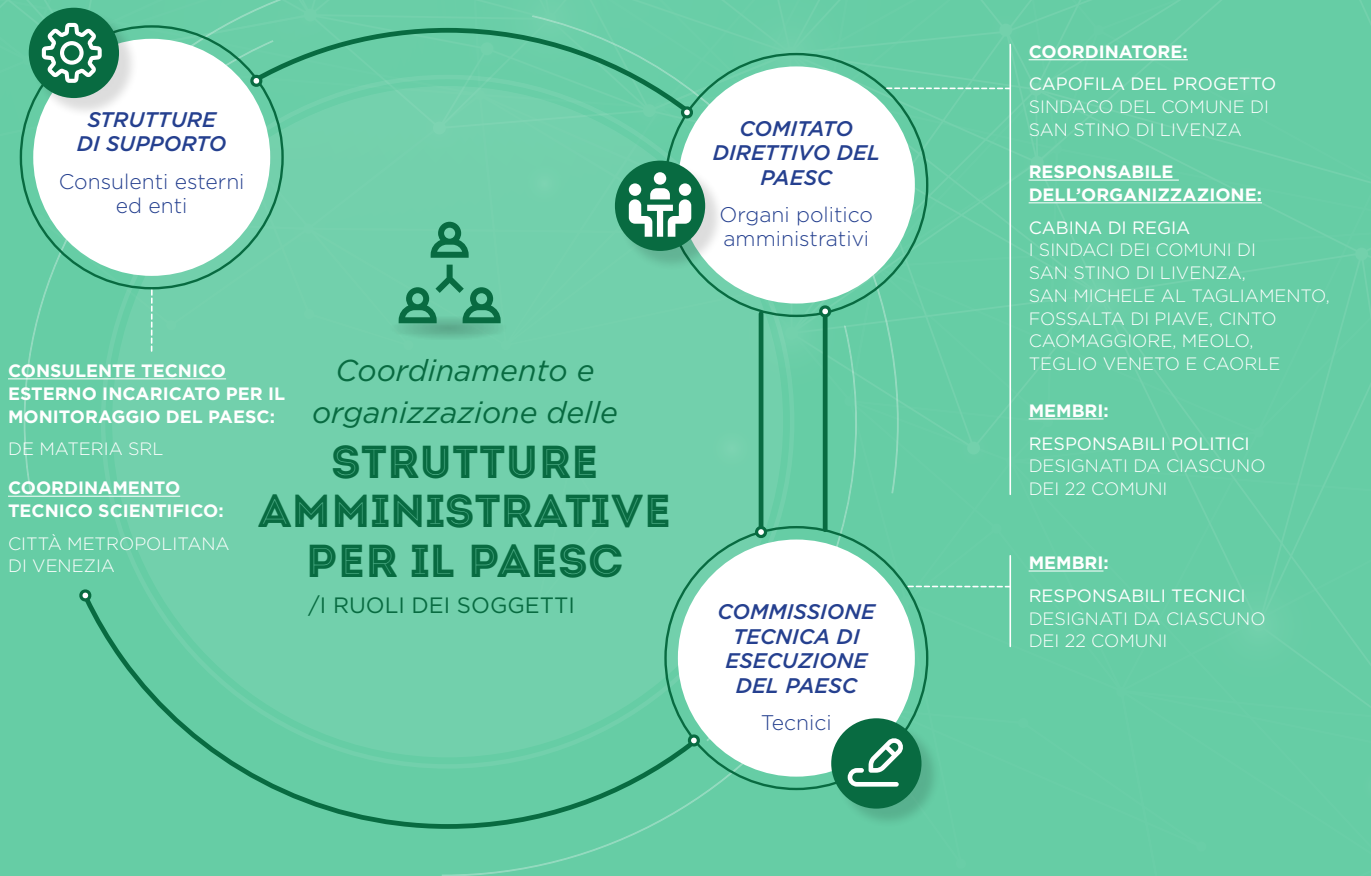 STRUTTURE
DI SUPPORTO
Consulenti esterni
ed enti
CONSULENTE TECNICO
ESTERNO INCARICATO PER IL
MONITORAGGIO DEL PAESC:
DE MATERIA SRL
COORDINAMENTO
TECNICO SCIENTIFICO:
CITTÀ METROPOLITANA
DI VENEZIA
Coordinamento e
organizzazione delle
STRUTTURE
AMMINISTRATIVE
PER IL PAESC
/I RUOLI DEI SOGGETTI
COMITATO
DIRETTIVO DEL
PAESC
Organi politico
amministrativi
COORDINATORE:
CAPOFILA DEL PROGETTO
SINDACO DEL COMUNE DI
SAN STINO DI LIVENZA
RESPONSABILE
DELL'ORGANIZZAZIONE:
CABINA DI REGIA
I SINDACI DEI COMUNI DI
SAN STINO DI LIVENZA,
SAN MICHELE AL TAGLIAMENTO,
FOSSALTA DI PIAVE, CINTO
CAOMAGGIORE, MEOLO,
TEGLIO VENETO E CAORLE
MEMBRI:
RESPONSABILI POLITICI
DESIGNATI DA CIASCUNO
DEI 22 COMUNI
COMMISSIONE
TECNICA DI
ESECUZIONE
DEL PAESC
Tecnici
MEMBRI:
RESPONSABILI TECNICI
DESIGNATI DA CIASCUNO
DEI 22 COMUNI